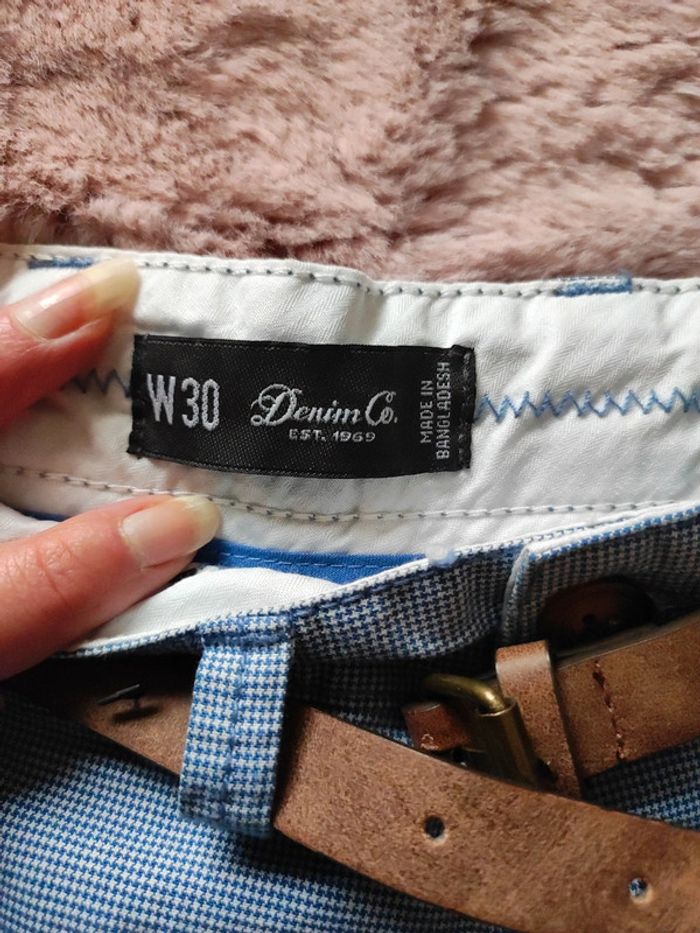 W30
Denim Co.
EST. 1969
MADE IN
BANGLADESH